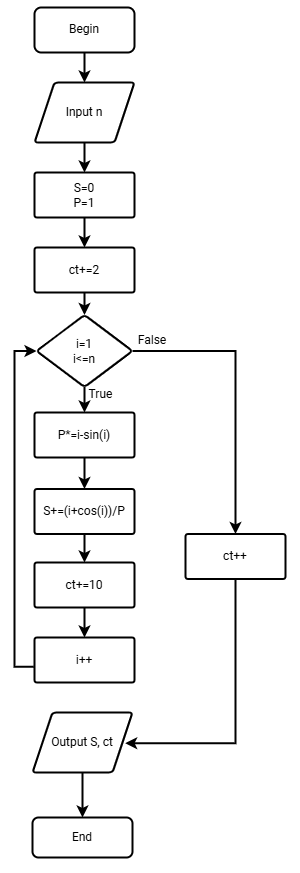 Begin
Input n
S=0
P=1
ct+=2
i=1
i<=n
False
True
P*=i-sin(i)
S+=(i+cos(i))/P
ct+=10
ct++
i++
Output S, ct
End